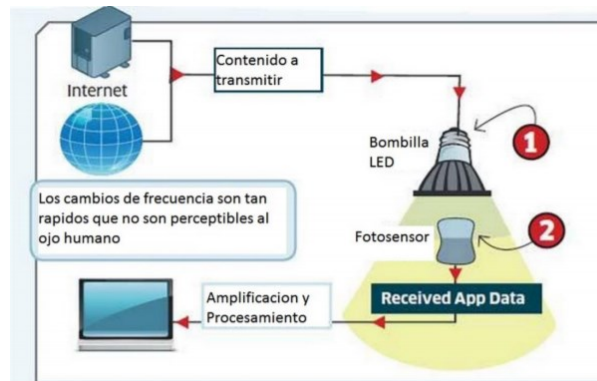 Contenido a
transmitir
Internet
1
Bombilla
LED
Los cambios de frecuencia son tan
rapidos que no son perceptibles al
ojo humano
Fotosensor
2
Received App Data
Amplificacion y
Procesamiento